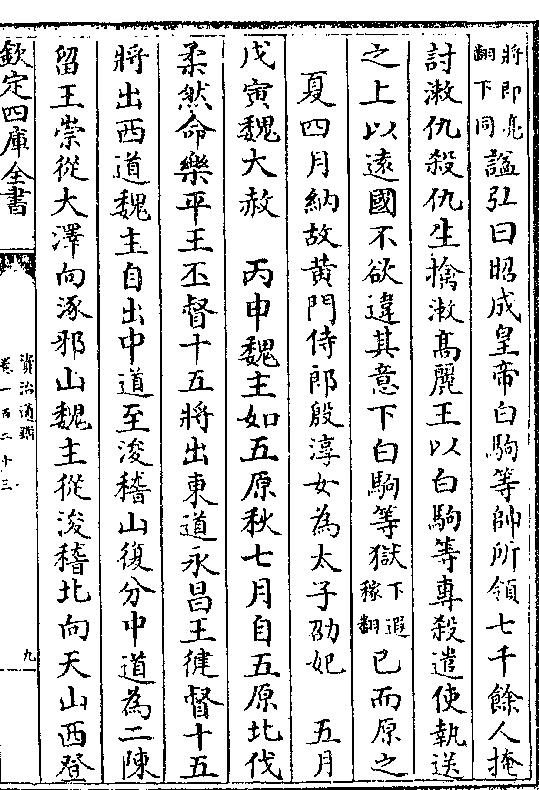 將即亮
翻下同
諡弘曰昭成皇帝白駒等帥所領七千餘人掩
討漱仇殺仇生擒漱髙麗王以白駒等專殺遣使執送
之上以逺國不欲違其意下白駒等獄
下遐
稼翻
已而原之
夏四月納故黄門侍郎殷淳女為太子劭妃　五月
戊寅魏大赦　丙申魏主如五原秋七月自五原北伐
柔然命樂平王丕督十五將出東道永昌王健督十五
將出西道魏主自出中道至浚稽山復分中道為二陳
留王崇從大澤向涿邪山魏主從浚稽北向天山西登
欽定四庫全書
資治通鑑
卷一百二十三
九